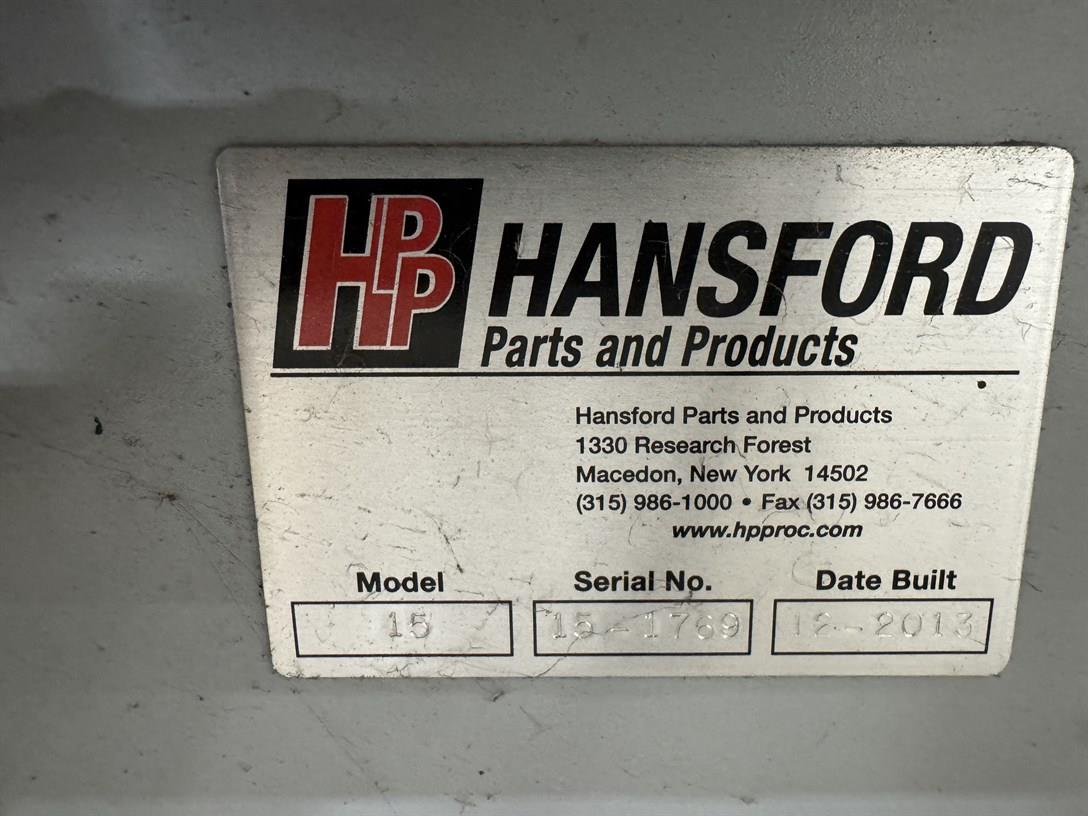 HPP HANSFORD
Parts and Products
Hansford Parts and Products
1330 Research Forest
Macedon, New York 14502
(315) 986-1000 • Fax (315) 986-7666
www.hpproc.com
Model Serial No. Date Built
15 15-1769 12-2013